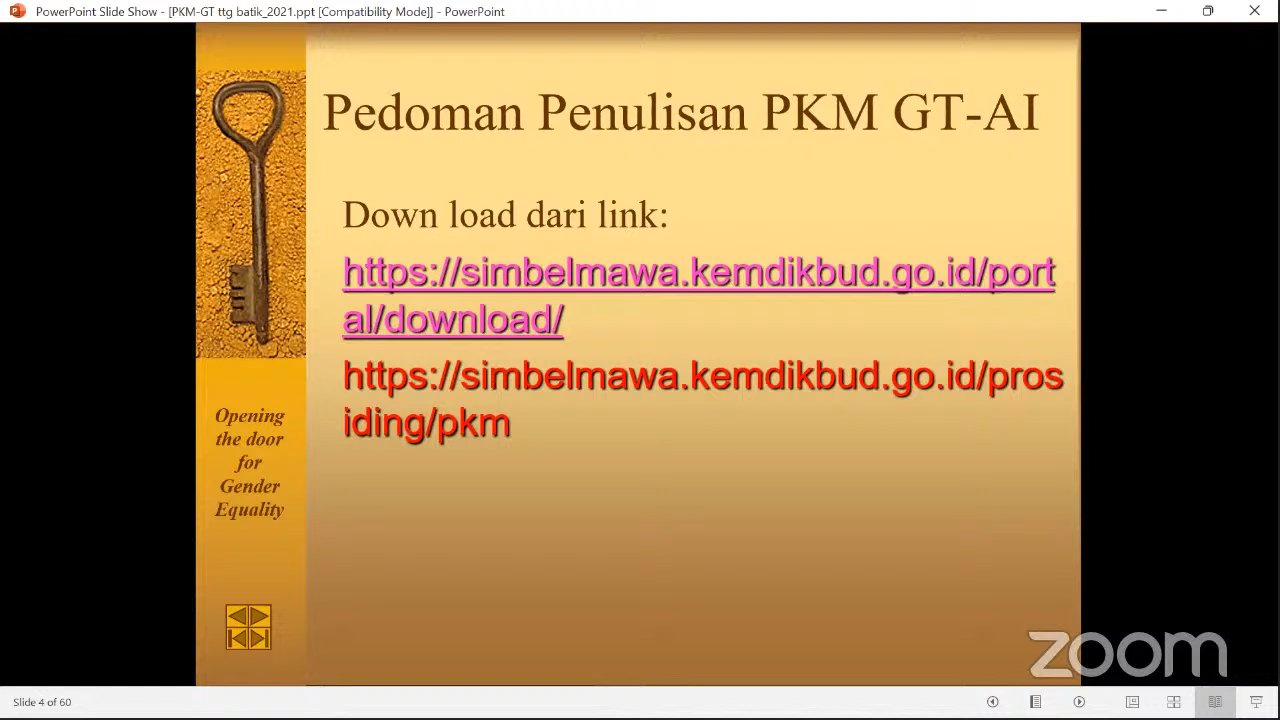 PowerPoint Slide Show - [PKM-GT ttg batik_2021.ppt [Compatibility Mode]] - PowerPoint
Pedoman Penulisan PKM GT-AI
Down load dari link:
https://simbelmawa.kemdikbud.go.id/port
al/download/
https://simbelmawa.kemdikbud.go.id/pros
iding/pkm
Opening
the door
for
Gender
Equality
zoom
Slide 4 of 60